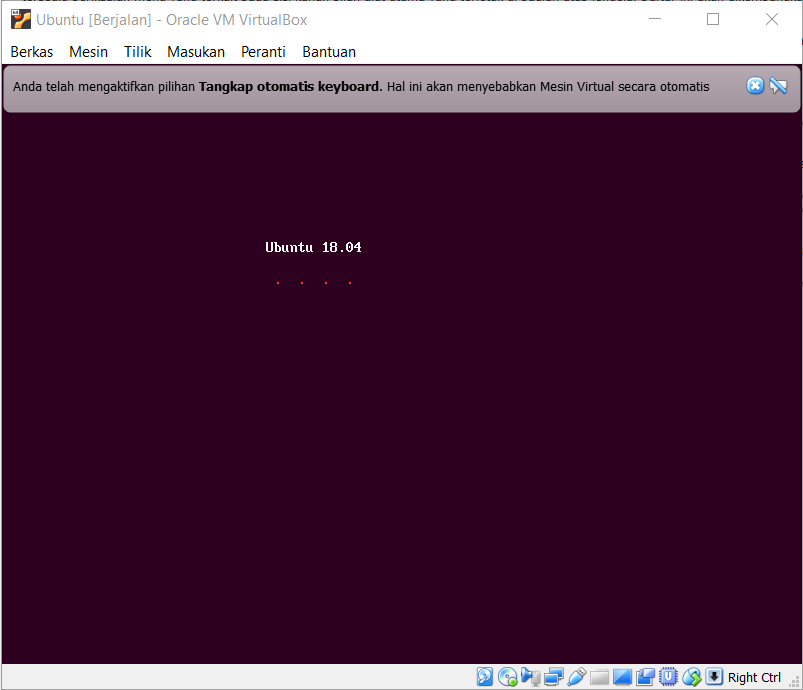 Ubuntu [Berjalan] - Oracle VM VirtualBox
Berkas Mesin Tilik Masukan Peranti Bantuan
Anda telah mengaktifkan pilihan Tangkap otomatis keyboard. Hal ini akan menyebabkan Mesin Virtual secara otomatis
Ubuntu 18.04
. . . .
Right Ctrl